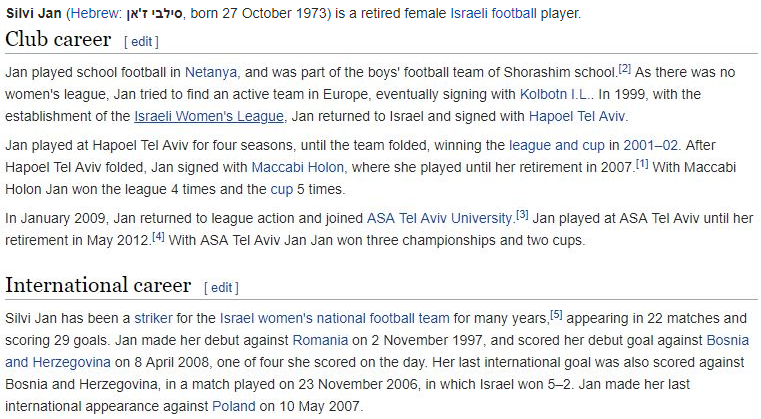 Silvi Jan (Hebrew: סילבי ז'אן, born 27 October 1973) is a retired female Israeli football player.
Club career [ edit ]
Jan played school football in Netanya, and was part of the boys' football team of Shorashim school.[2] As there was no
women's league, Jan tried to find an active team in Europe, eventually signing with Kolbotn I.L.. In 1999, with the
establishment of the Israeli Women's League, Jan returned to Israel and signed with Hapoel Tel Aviv.
Jan played at Hapoel Tel Aviv for four seasons, until the team folded, winning the league and cup in 2001–02. After
Hapoel Tel Aviv folded, Jan signed with Maccabi Holon, where she played until her retirement in 2007.[1] With Maccabi
Holon Jan won the league 4 times and the cup 5 times.
In January 2009, Jan returned to league action and joined ASA Tel Aviv University.[3] Jan played at ASA Tel Aviv until her
retirement in May 2012.[4] With ASA Tel Aviv Jan Jan won three championships and two cups.
International career [ edit ]
Silvi Jan has been a striker for the Israel women's national football team for many years,[5] appearing in 22 matches and
scoring 29 goals. Jan made her debut against Romania on 2 November 1997, and scored her debut goal against Bosnia
and Herzegovina on 8 April 2008, one of four she scored on the day. Her last international goal was also scored against
Bosnia and Herzegovina, in a match played on 23 November 2006, in which Israel won 5–2. Jan made her last
international appearance against Poland on 10 May 2007.